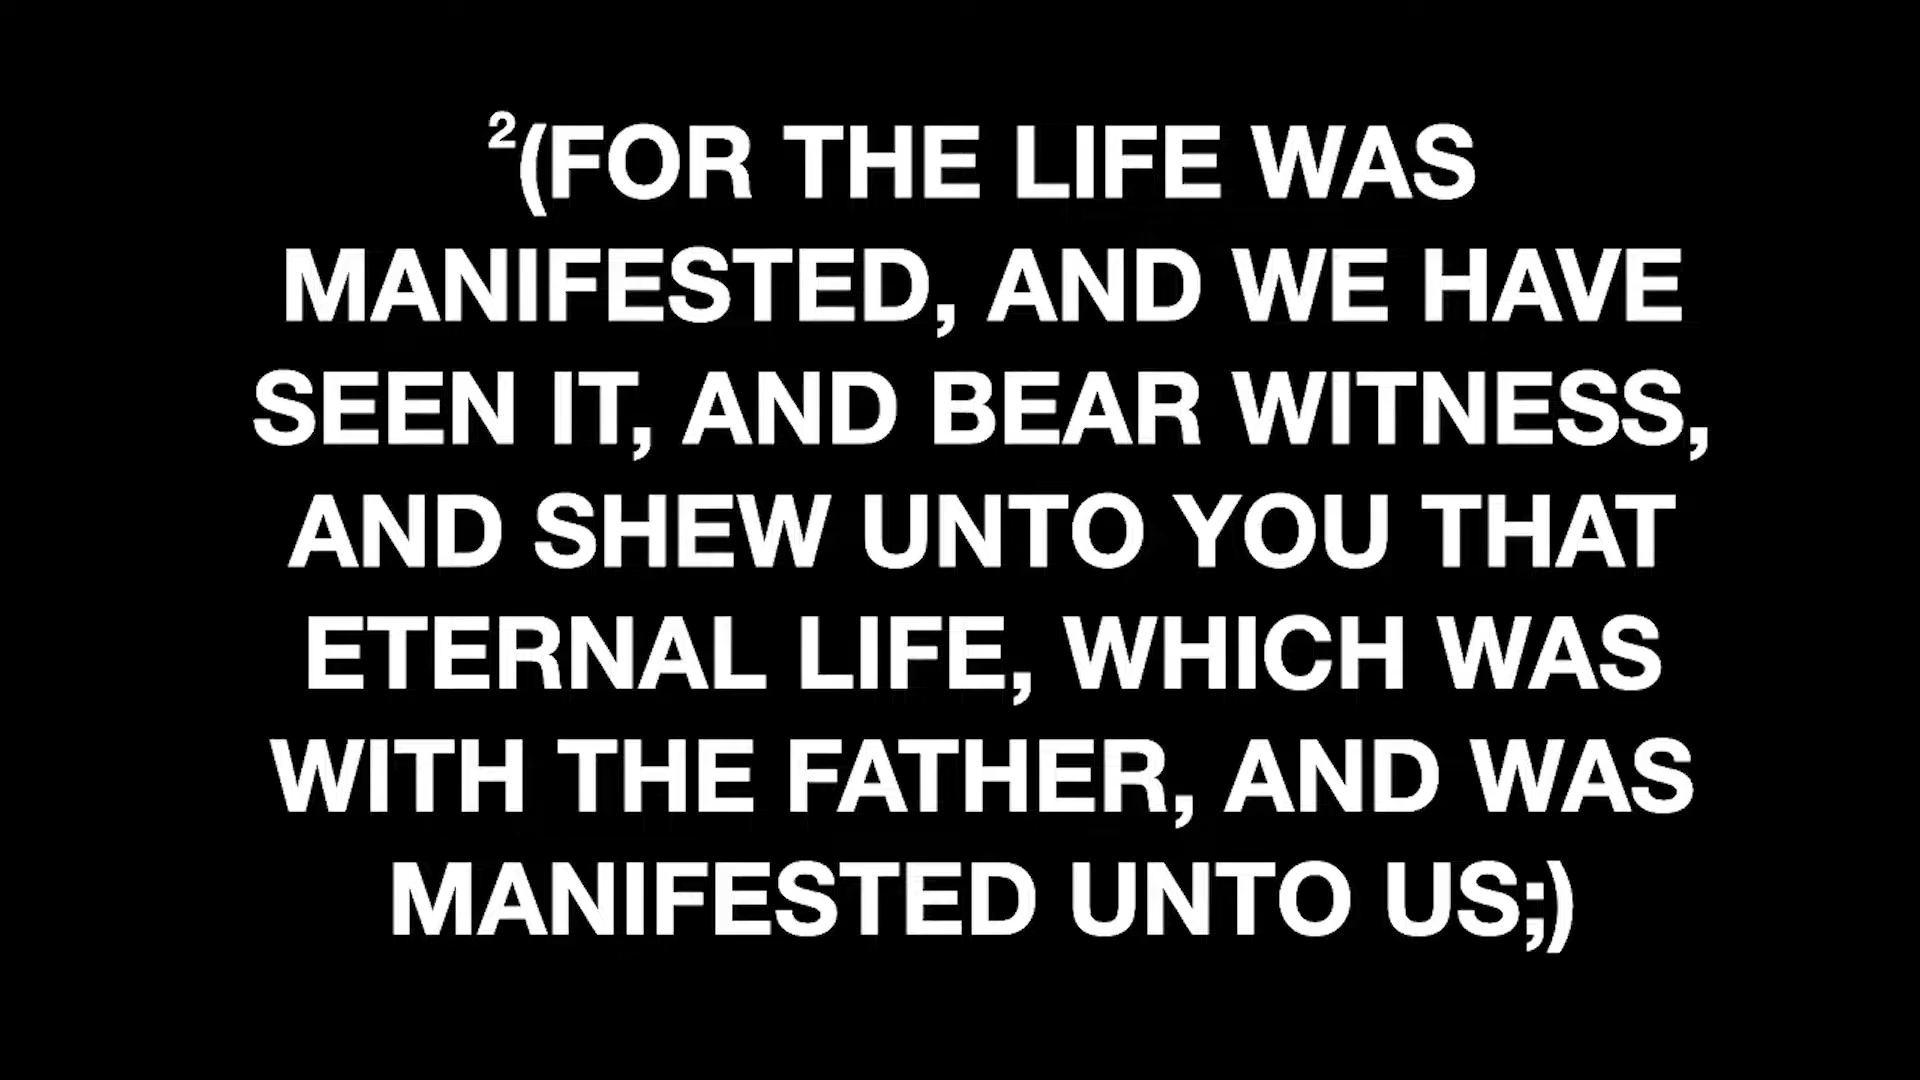 ²(FOR THE LIFE WAS
MANIFESTED, AND WE HAVE
SEEN IT, AND BEAR WITNESS,
AND SHEW UNTO YOU THAT
ETERNAL LIFE, WHICH WAS
WITH THE FATHER, AND WAS
MANIFESTED UNTO US;)